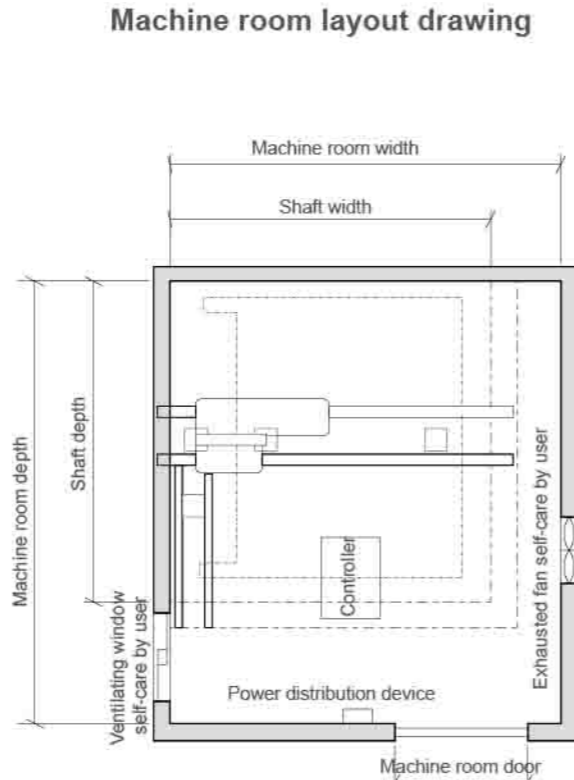 Machine room layout drawing
Machine room width
Shaft width
Machine room depth
Shaft depth
Controller
Exhausted fan self-care by user
Ventilating window
self-care by user
Power distribution device
Machine room door